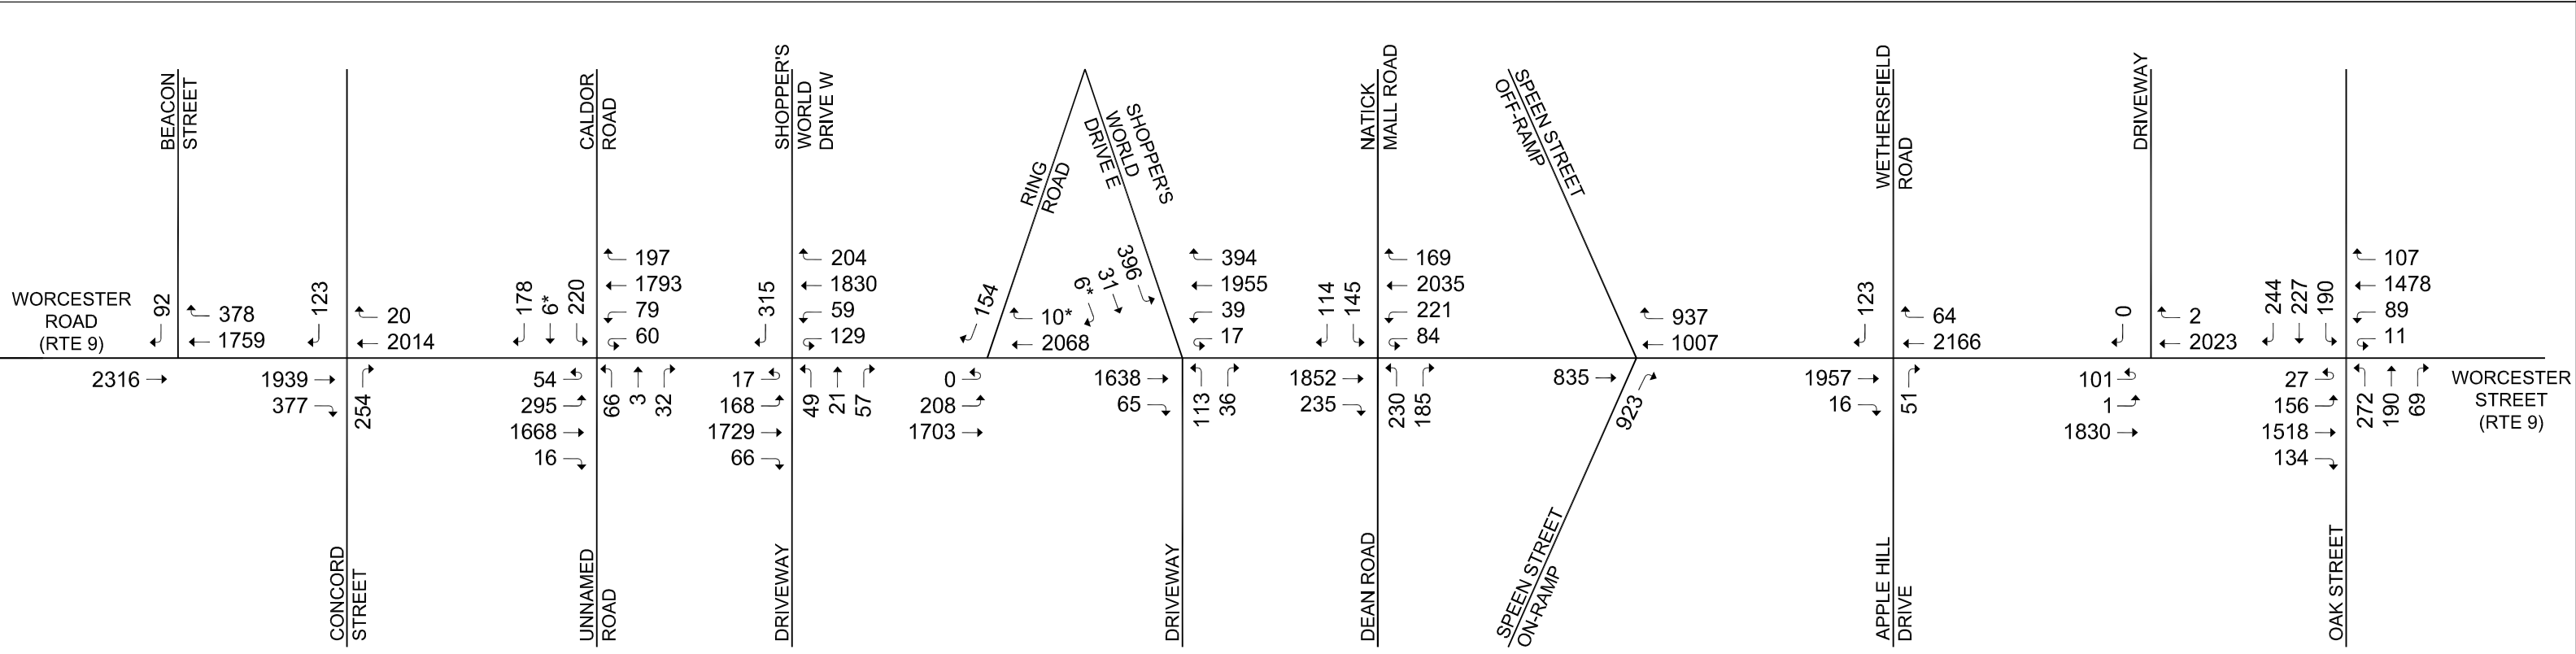 BEACON
STREET
CALDOR
ROAD
SHOPPER'S
WORLD
DRIVE W
RING
ROAD
SHOPPER'S
WORLD
DRIVE E
NATICK
MALL ROAD
SPEEN STREET
OFF-RAMP
WETHERSFIELD
ROAD
DRIVEWAY
WORCESTER
ROAD
(RTE 9)
92
378
1759
2316
123
20
2014
1939
377
254
178
6*
220
197
1793
79
60
54
295
1668
16
66
3
32
315
204
1830
59
129
17
168
1729
66
49
21
57
154
10*
2068
0
208
1703
6*
31
396
394
1955
39
17
1638
65
113
36
114
145
169
2035
221
84
1852
235
230
185
937
1007
835
923
123
64
2166
1957
16
51
0
2
2023
101
1
1830
244
227
190
107
1478
89
11
27
156
1518
134
272
190
69
WORCESTER
STREET
(RTE 9)
CONCORD
STREET
UNNAMED
ROAD
DRIVEWAY
DRIVEWAY
DEAN ROAD
SPEEN STREET
ON-RAMP
APPLE HILL
DRIVE
OAK STREET